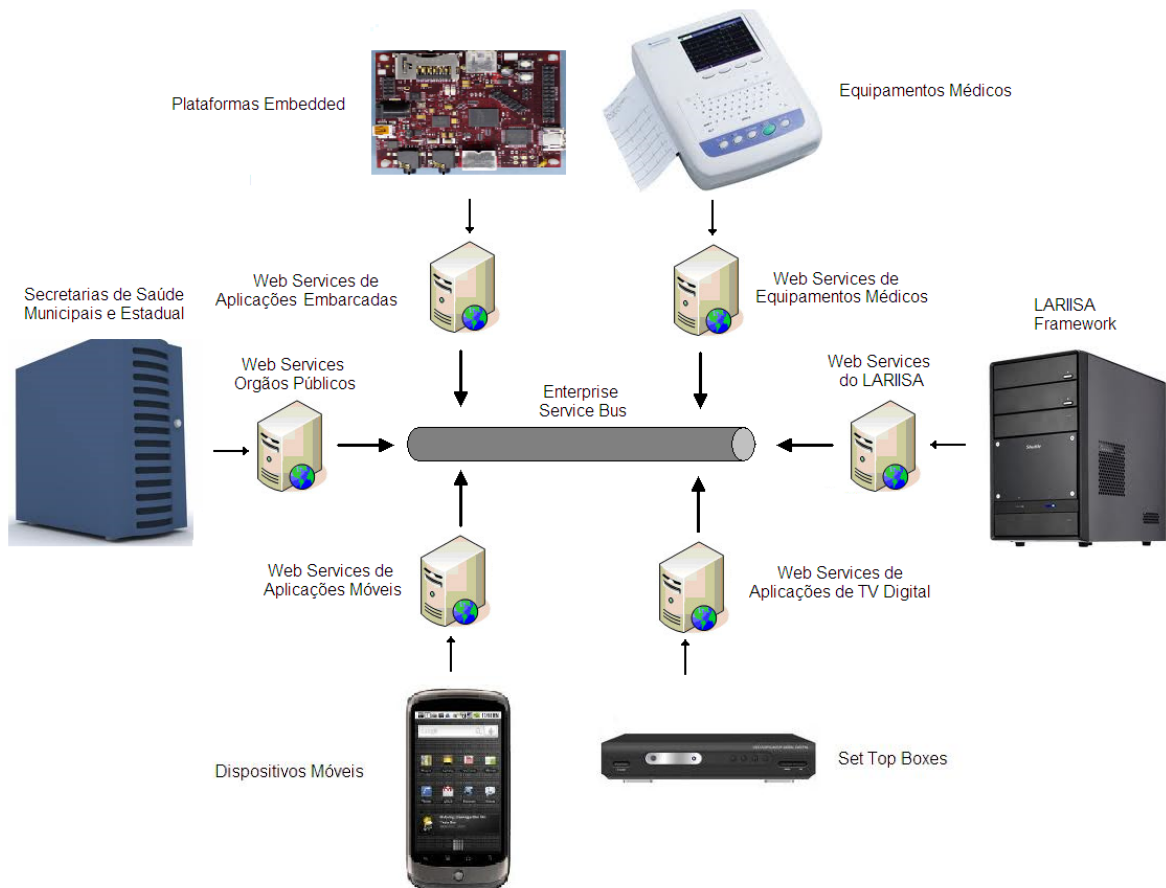 Plataformas Embedded
Equipamentos Médicos
Web Services de
Aplicações Embarcadas
Web Services de
Equipamentos Médicos
Secretarias de Saúde
Municipais e Estadual
LARIISA
Framework
Web Services
Orgãos Públicos
Enterprise
Service Bus
Web Services
do LARIISA
Shuttle
Web Services de
Aplicações Móveis
Web Services de
Aplicações de TV Digital
Dispositivos Móveis
Set Top Boxes